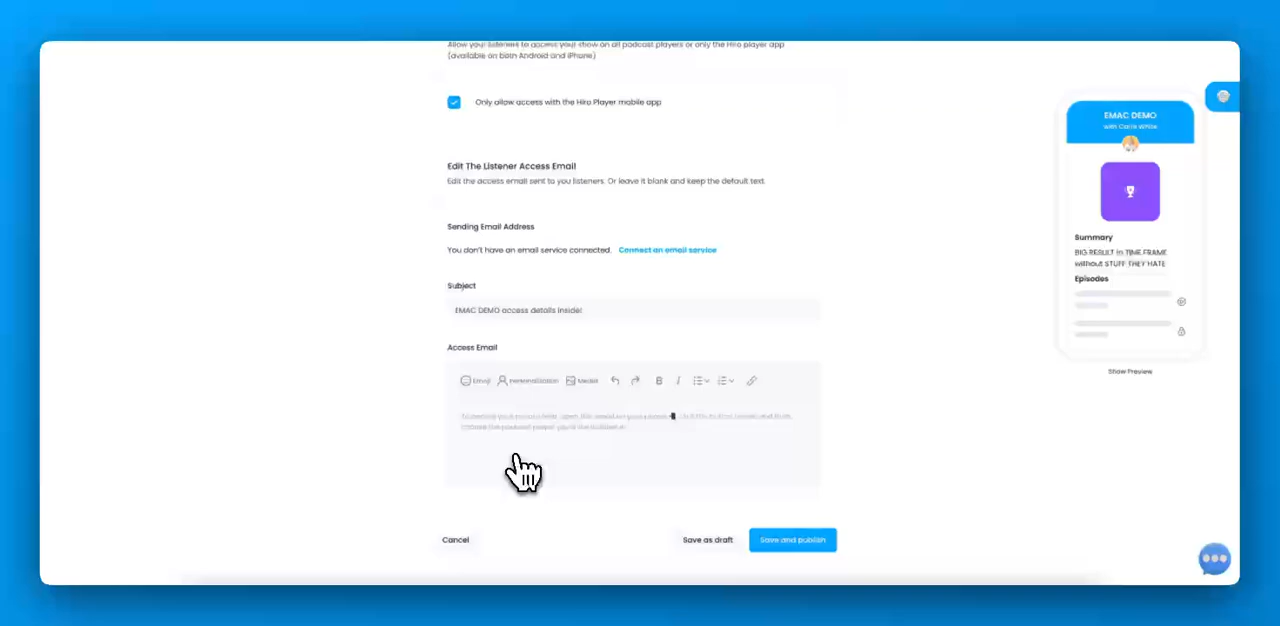 Allow your listeners to access your show on all podcast players or only the Hiro player app
(available on both Android and iPhone)
Only allow access with the Hiro Player mobile app
Edit The Listener Access Email
Edit the access email sent to you listeners. Or leave it blank and keep the default text.
Sending Email Address
You don't have an email service connected. Connect an email service
Subject
EMAC DEMO access details inside!
Access Email
Emoji Personalization Media
B I
Cancel
Save as draft
Save and publish
EMAC DEMO
with Carris White
Summary
BIG RESULT in TIME FRAME
without STUFF THEY HATE
Episodes
Show Preview